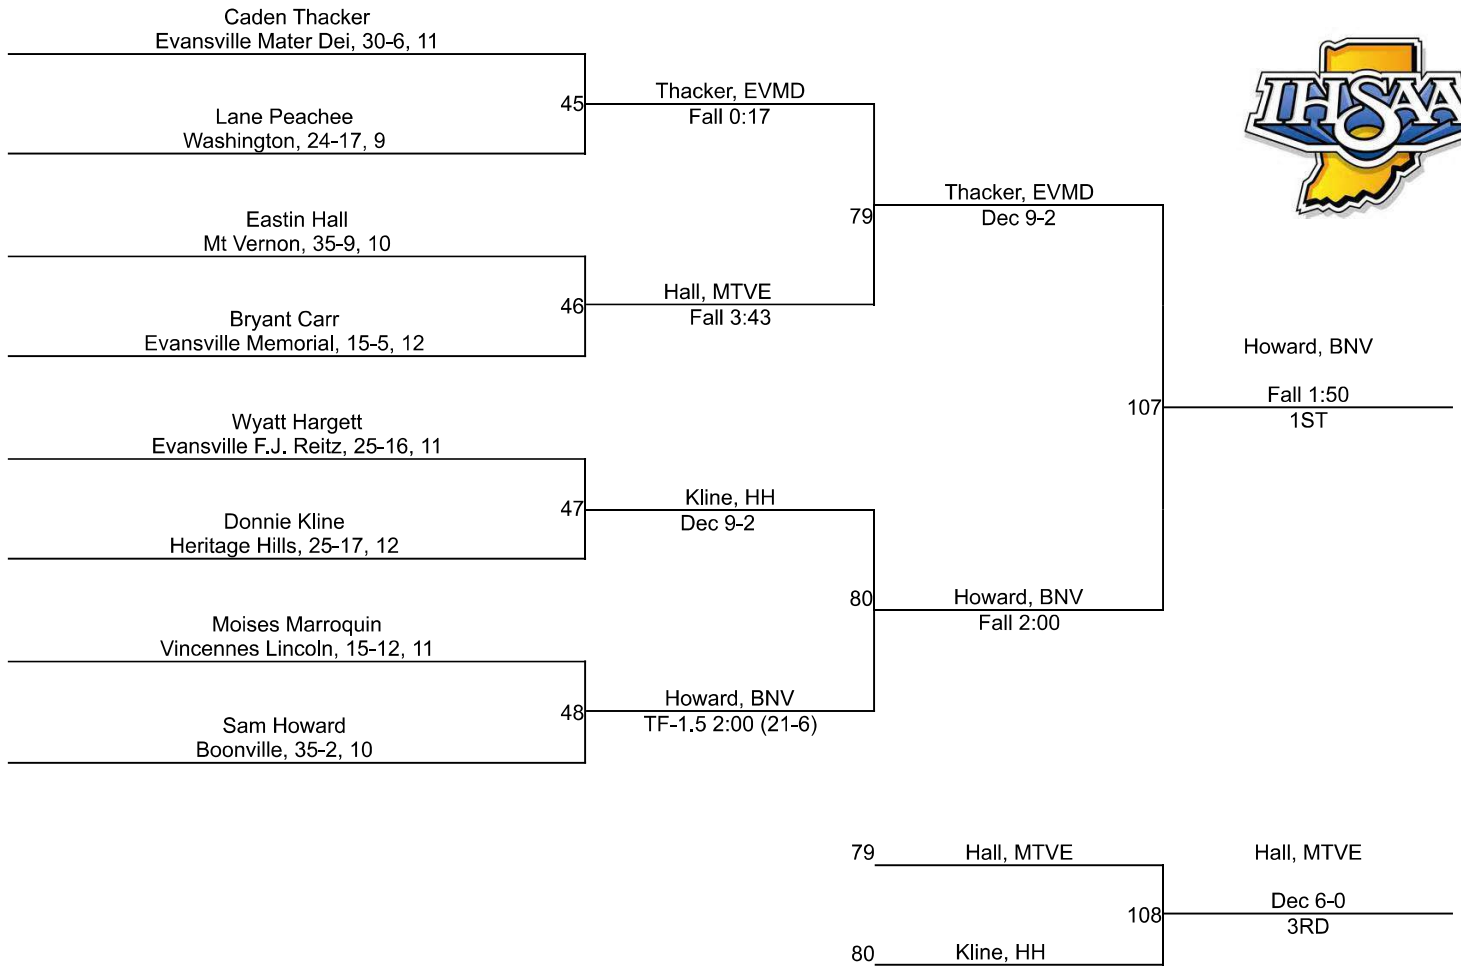 Caden Thacker
Evansville Mater Dei, 30-6, 11
Lane Peachee
Washington, 24-17, 9
Eastin Hall
Mt Vernon, 35-9, 10
Bryant Carr
Evansville Memorial, 15-5, 12
Wyatt Hargett
Evansville F.J. Reitz, 25-16, 11
Donnie Kline
Heritage Hills, 25-17, 12
Moises Marroquin
Vincennes Lincoln, 15-12, 11
Sam Howard
Boonville, 35-2, 10
45
Thacker, EVMD
Fall 0:17
46
Hall, MTVE
Fall 3:43
47
Kline, HH
Dec 9-2
48
Howard, BNV
TF-1.5 2:00 (21-6)
79
Thacker, EVMD
Dec 9-2
80
Howard, BNV
Fall 2:00
IHSAA
107
Howard, BNV
Fall 1:50
1ST
79
Hall, MTVE
80
Kline, HH
108
Hall, MTVE
Dec 6-0
3RD